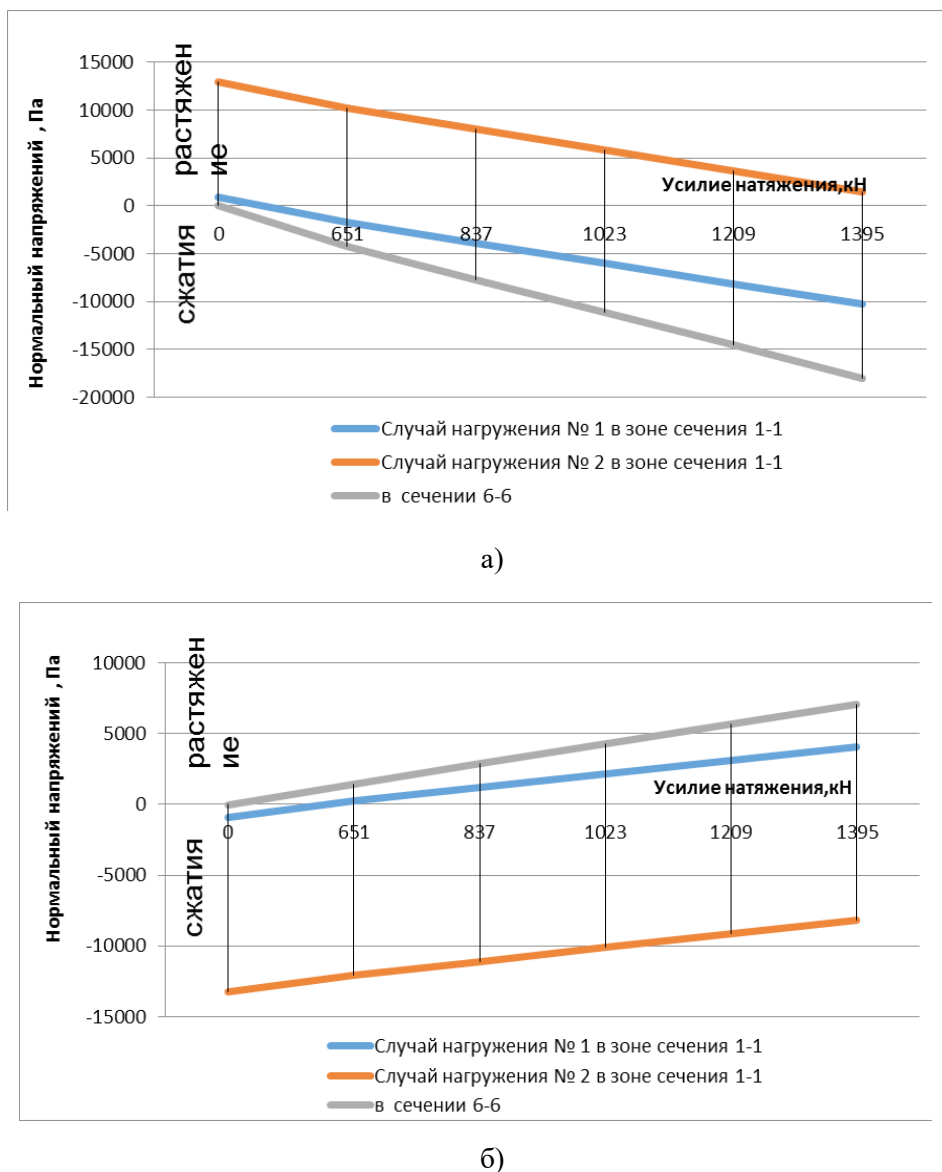 Нормальный напряжений , Па
15000
10000
5000
0
-5000
-10000
-15000
-20000
растяжен
ие
сжатия
Усилие натяжения,кН
0 651 837 1023 1209 1395
Случай нагружения № 1 в зоне сечения 1-1
Случай нагружения № 2 в зоне сечения 1-1
в сечении 6-6
а)
Нормальный напряжений , Па
10000
5000
0
-5000
-10000
-15000
растяжен
ие
сжатия
Усилие натяжения,кН
0 651 837 1023 1209 1395
Случай нагружения № 1 в зоне сечения 1-1
Случай нагружения № 2 в зоне сечения 1-1
в сечении 6-6
б)